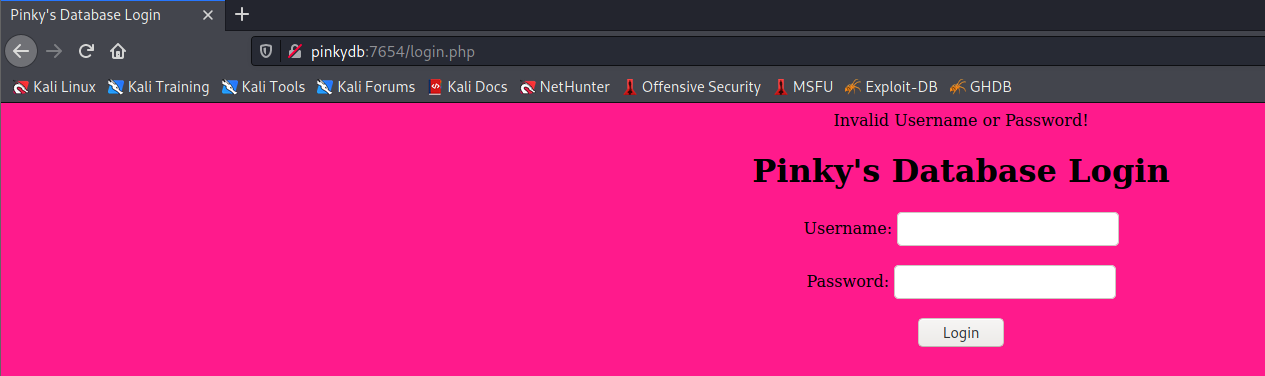 Pinky's Database Login
pinkydb:7654/login.php
Kali Linux Kali Training Kali Tools Kali Forums Kali Docs NetHunter Offensive Security MSFU Exploit-DB GHDB
Invalid Username or Password!
Pinky's Database Login
Username:
Password:
Login